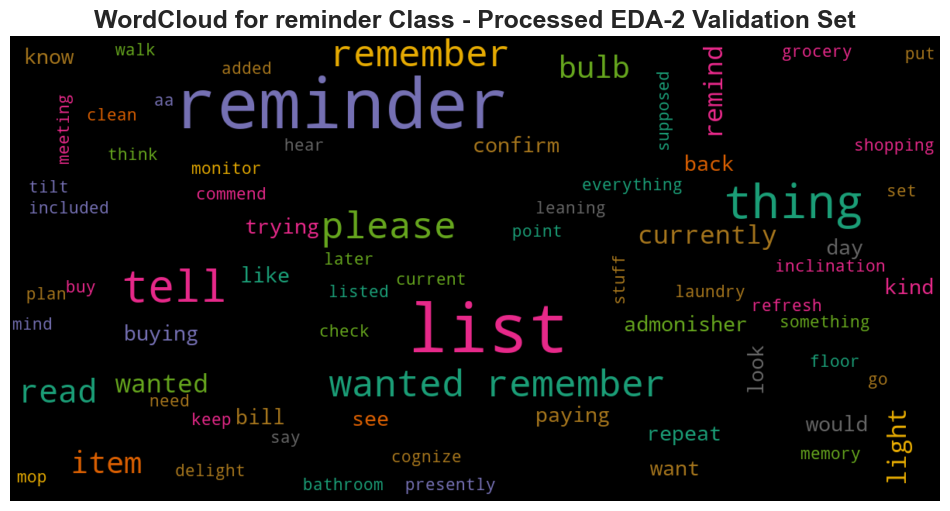 WordCloud for reminder Class - Processed EDA-2 Validation Set
know walk added remember bulb remind grocery put
meeting clean aa reminder supposed
think hear confirm shopping
monitor back
tilt commend everything thing set
included trying please leaning currently
point day
later inclination
plan buy tell like listed current stuff laundry kind
refresh
mind buying check list admonisher something
look floor
read wanted wanted remember go
need
keep bill see paying would light
say repeat
item cognize want memory
mop delight bathroom presently